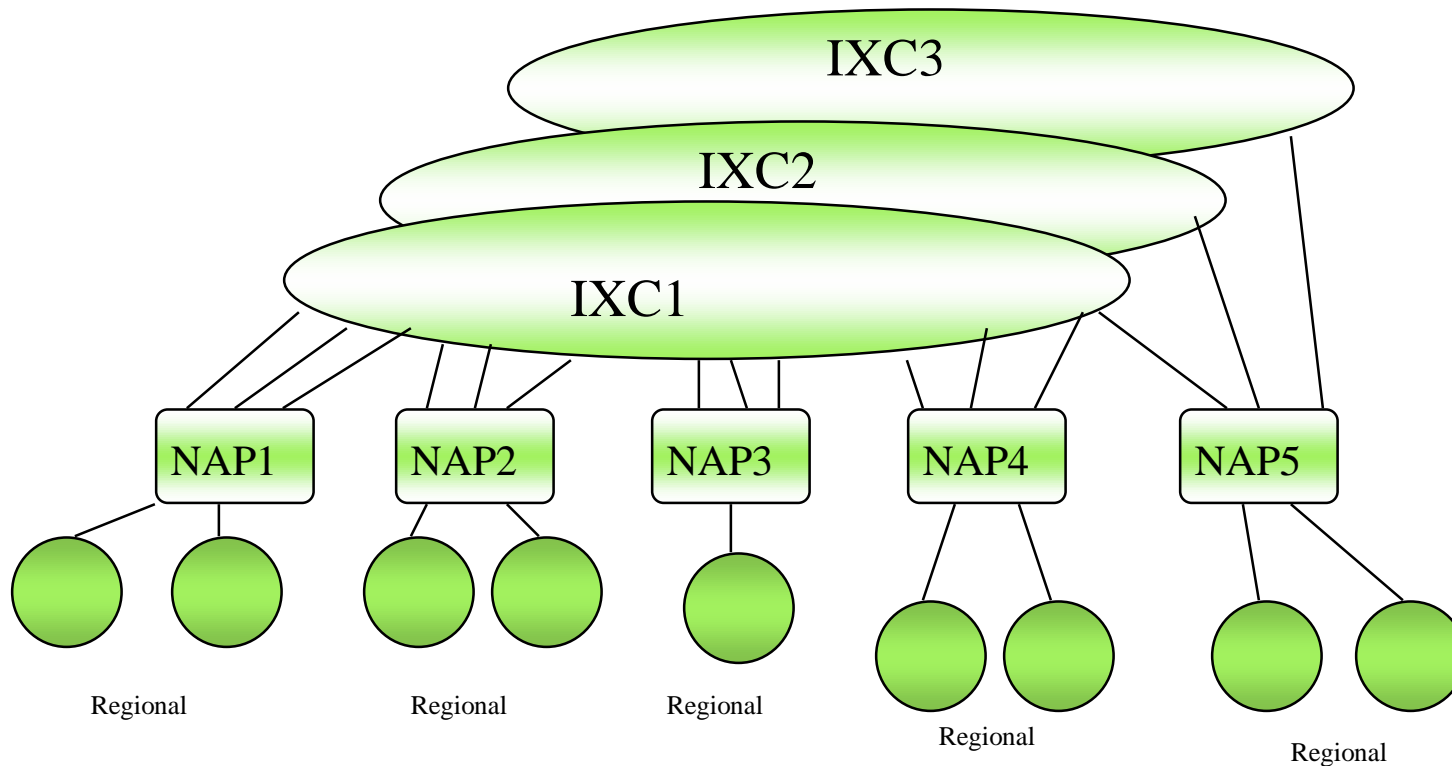 IXC3
IXC2
IXC1
NAP1
NAP2
NAP3
NAP4
NAP5
Regional
Regional
Regional
Regional
Regional